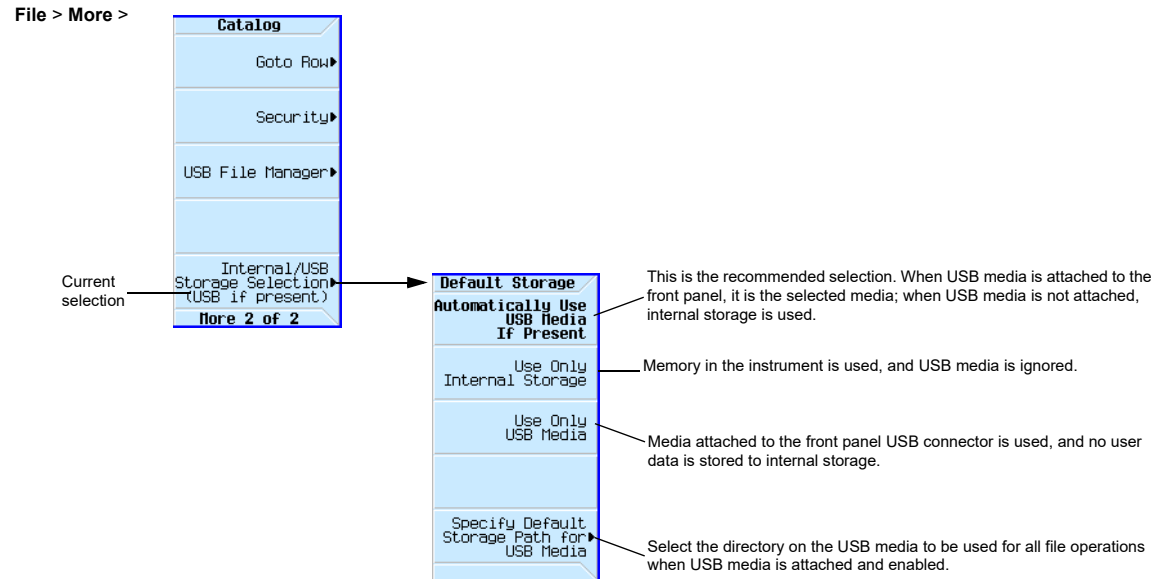 File > More >
Catalog
Goto Row
Security
USB File Manager
Internal/USB
Storage Selection
(USB if present)
More 2 of 2
Current
selection
Default Storage
Automatically Use
USB Media
If Present
Use Only
Internal Storage
Use Only
USB Media
Specify Default
Storage Path for
USB Media
This is the recommended selection. When USB media is attached to the
front panel, it is the selected media; when USB media is not attached,
internal storage is used.
Memory in the instrument is used, and USB media is ignored.
Media attached to the front panel USB connector is used, and no user
data is stored to internal storage.
Select the directory on the USB media to be used for all file operations
when USB media is attached and enabled.